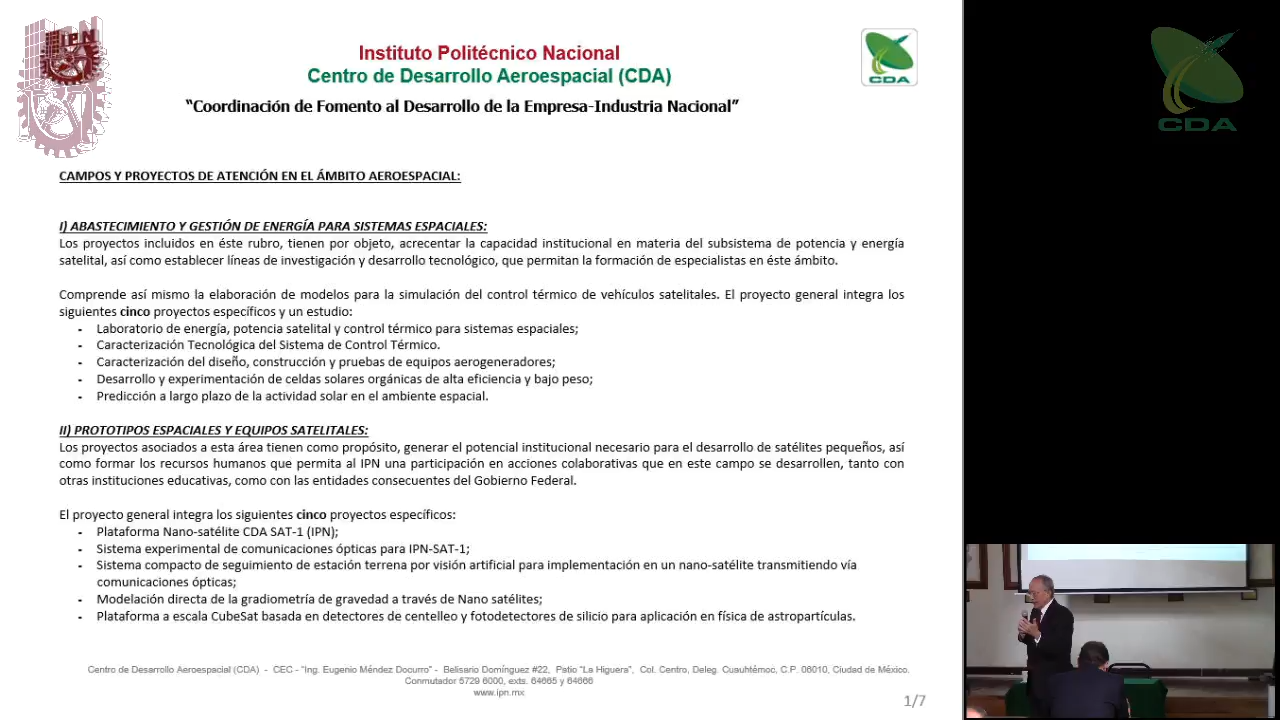 IPN
Instituto Politécnico Nacional
Centro de Desarrollo Aeroespacial (CDA)
"Coordinación de Fomento al Desarrollo de la Empresa-Industria Nacional"
CDA
CDA
CAMPOS Y PROYECTOS DE ATENCIÓN EN EL ÁMBITO AEROESPACIAL:
I) ABASTECIMIENTO Y GESTIÓN DE ENERGÍA PARA SISTEMAS ESPACIALES:
Los proyectos incluidos en éste rubro, tienen por objeto, acrecentar la capacidad institucional en materia del subsistema de potencia y energía
satelital, así como establecer líneas de investigación y desarrollo tecnológico, que permitan la formación de especialistas en éste ámbito.
Comprende así mismo la elaboración de modelos para la simulación del control térmico de vehículos satelitales. El proyecto general integra los
siguientes cinco proyectos específicos y un estudio:
- Laboratorio de energía, potencia satelital y control térmico para sistemas espaciales;
- Caracterización Tecnológica del Sistema de Control Térmico.
- Caracterización del diseño, construcción y pruebas de equipos aerogeneradores;
- Desarrollo y experimentación de celdas solares orgánicas de alta eficiencia y bajo peso;
- Predicción a largo plazo de la actividad solar en el ambiente espacial.
II) PROTOTIPOS ESPACIALES Y EQUIPOS SATELITALES:
Los proyectos asociados a esta área tienen como propósito, generar el potencial institucional necesario para el desarrollo de satélites pequeños, así
como formar los recursos humanos que permita al IPN una participación en acciones colaborativas que en este campo se desarrollen, tanto con
otras instituciones educativas, como con las entidades consecuentes del Gobierno Federal.
El proyecto general integra los siguientes cinco proyectos específicos:
- Plataforma Nano-satélite CDA SAT-1 (IPN);
- Sistema experimental de comunicaciones ópticas para IPN-SAT-1;
- Sistema compacto de seguimiento de estación terrena por visión artificial para implementación en un nano-satélite transmitiendo vía
comunicaciones ópticas;
- Modelación directa de la gradiometría de gravedad a través de Nano satélites;
- Plataforma a escala CubeSat basada en detectores de centelleo y fotodetectores de silicio para aplicación en física de astropartículas.
Centro de Desarrollo Aeroespacial (CDA) - CEC - "Ing. Eugenio Méndez Docurro" - Belisario Domínguez #22, Patio "La Higuera", Col. Centro, Deleg. Cuauhtémoc, C.P. 06010, Ciudad de México.
Conmutador 5729 6000, exts. 64665 y 64666
www.ipn.mx
1/7